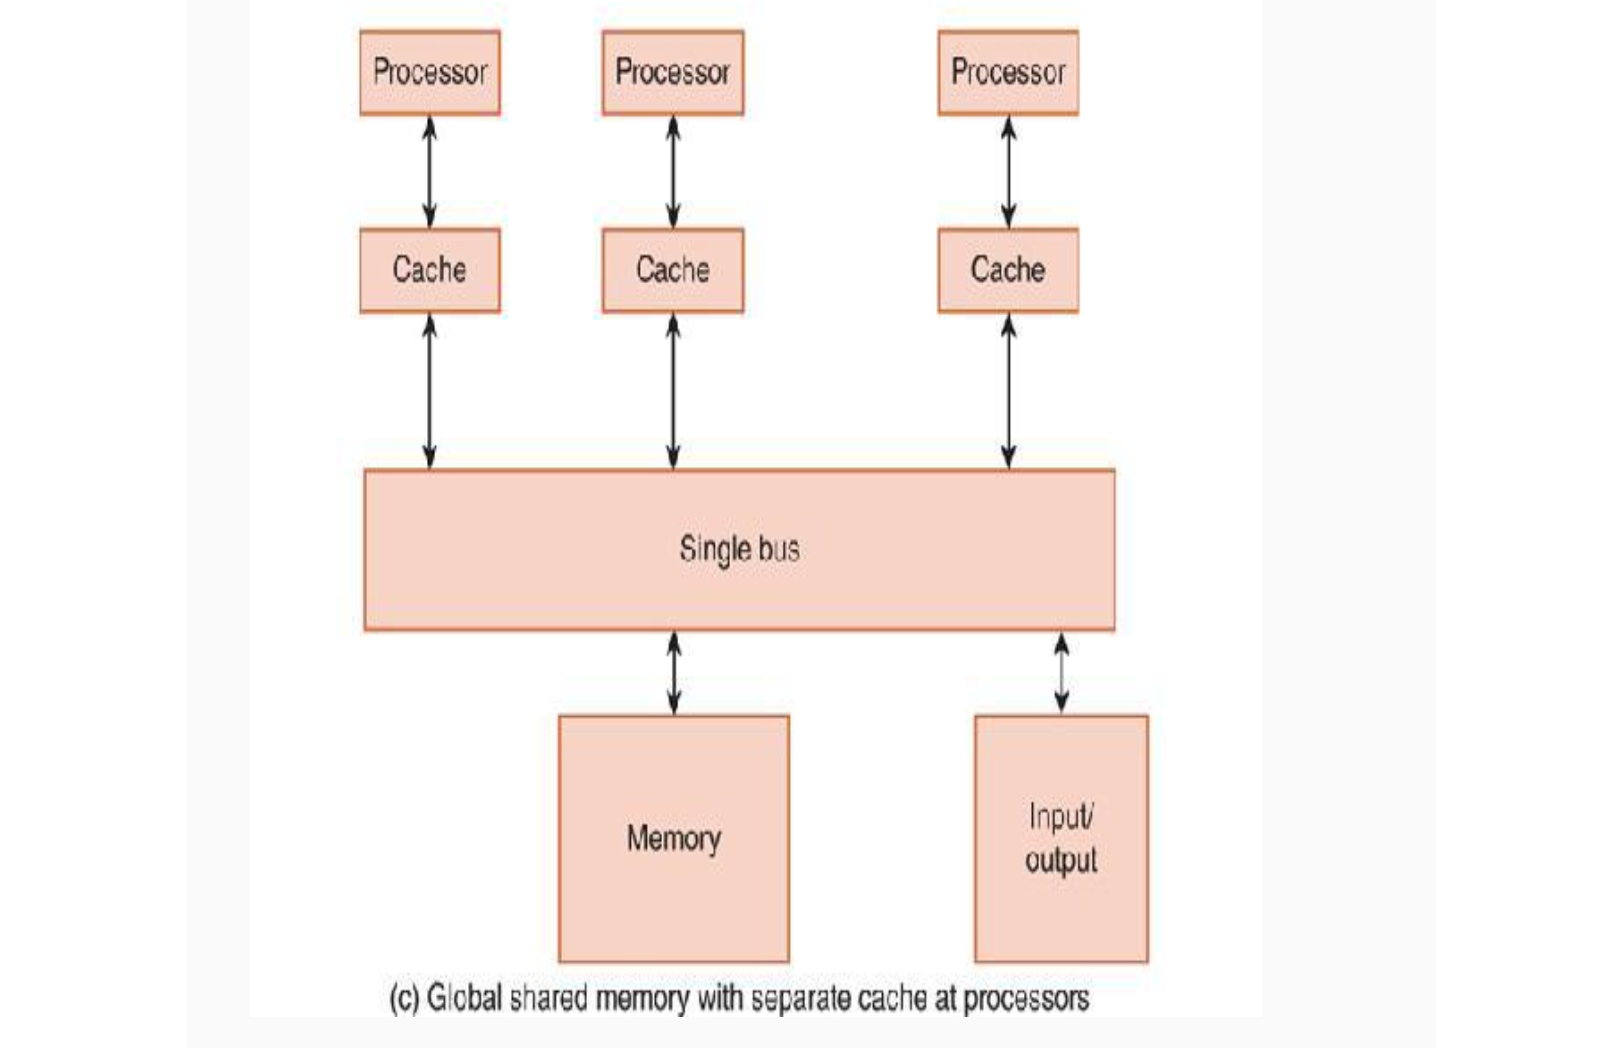 Processor
Processor
Processor
Cache
Cache
Cache
Single bus
Memory
Input/
output
(c) Global shared memory with separate cache at processors